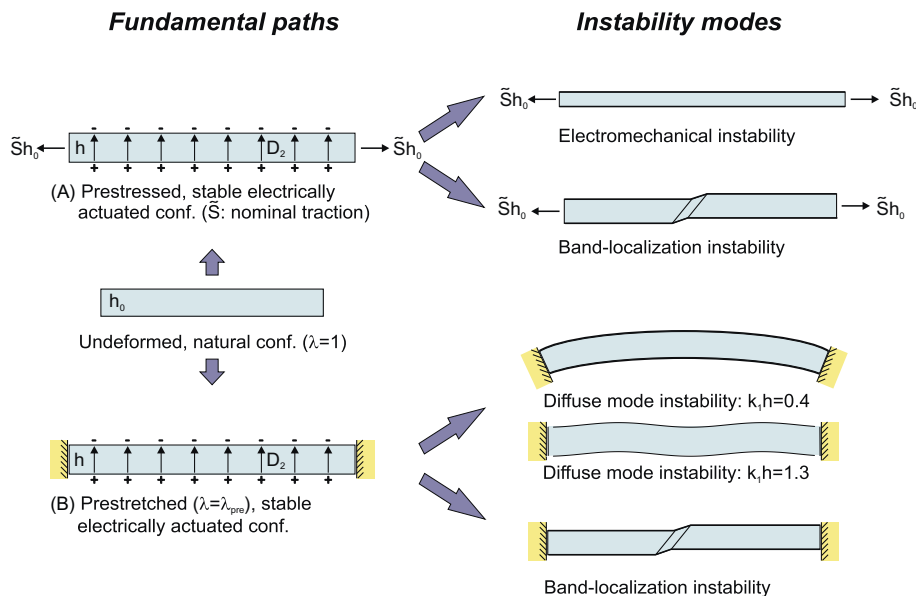 Fundamental paths
Instability modes
- - - - - - -
S̃h₀ h D₂ S̃h₀
+ + + + + + +
(A) Prestressed, stable electrically
actuated conf. (S̃: nominal traction)
h₀
Undeformed, natural conf. (λ=1)
- - - - - - -
h D₂
+ + + + + + +
(B) Prestretched (λ=λpre), stable
electrically actuated conf.
S̃h₀ S̃h₀
Electromechanical instability
S̃h₀ S̃h₀
Band-localization instability
Diffuse mode instability: k₁h=0.4
Diffuse mode instability: k₁h=1.3
Band-localization instability